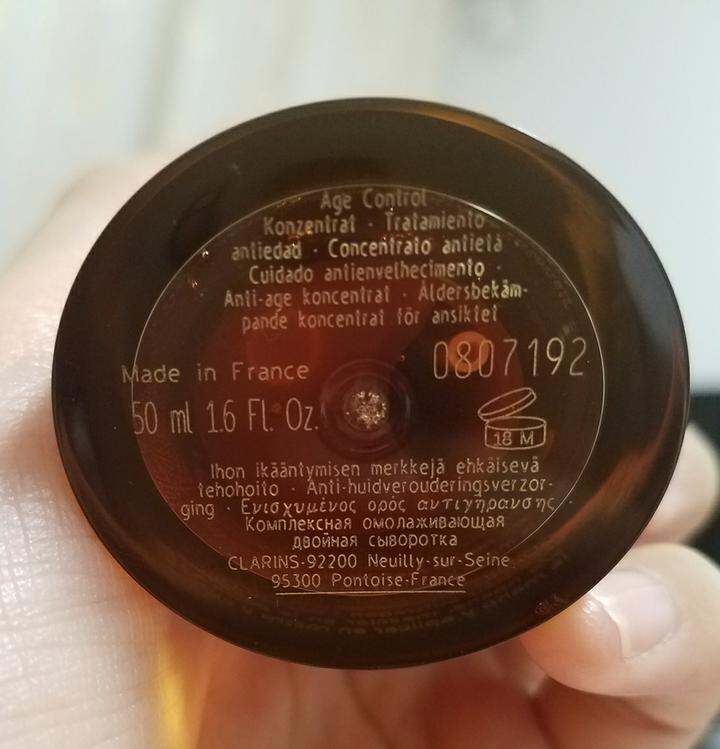 Age Control
Konzentrat · Tratamiento
antiedad · Concentrato antietà
Cuidado antienvelhecimento ·
Anti-age koncentrat · Åldersbekäm-
pande koncentrat för ansiktet
Made in France
0807192
50 ml 1.6 Fl. Oz.
18 M
Ihon ikääntymisen merkkejä ehkäisevä
tehohoito · Anti-huidverouderingsverzor-
ging · Ενισχυμένος ορός αντιγήρανσης ·
Комплексная омолаживающая
двойная сыворотка
CLARINS-92200 Neuilly-sur-Seine
95300 Pontoise-France